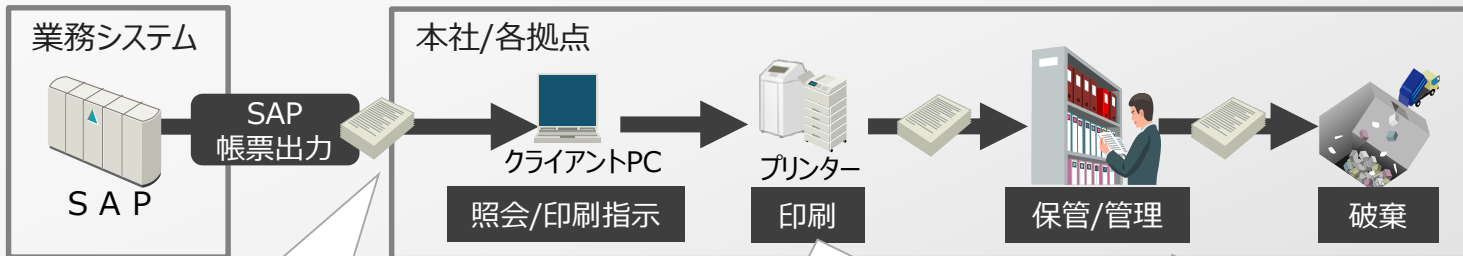 業務システム
本社/各拠点
SAP
帳票出力
SAP
クライアントPC
プリンター
照会/印刷指示
印刷
保管/管理
破棄